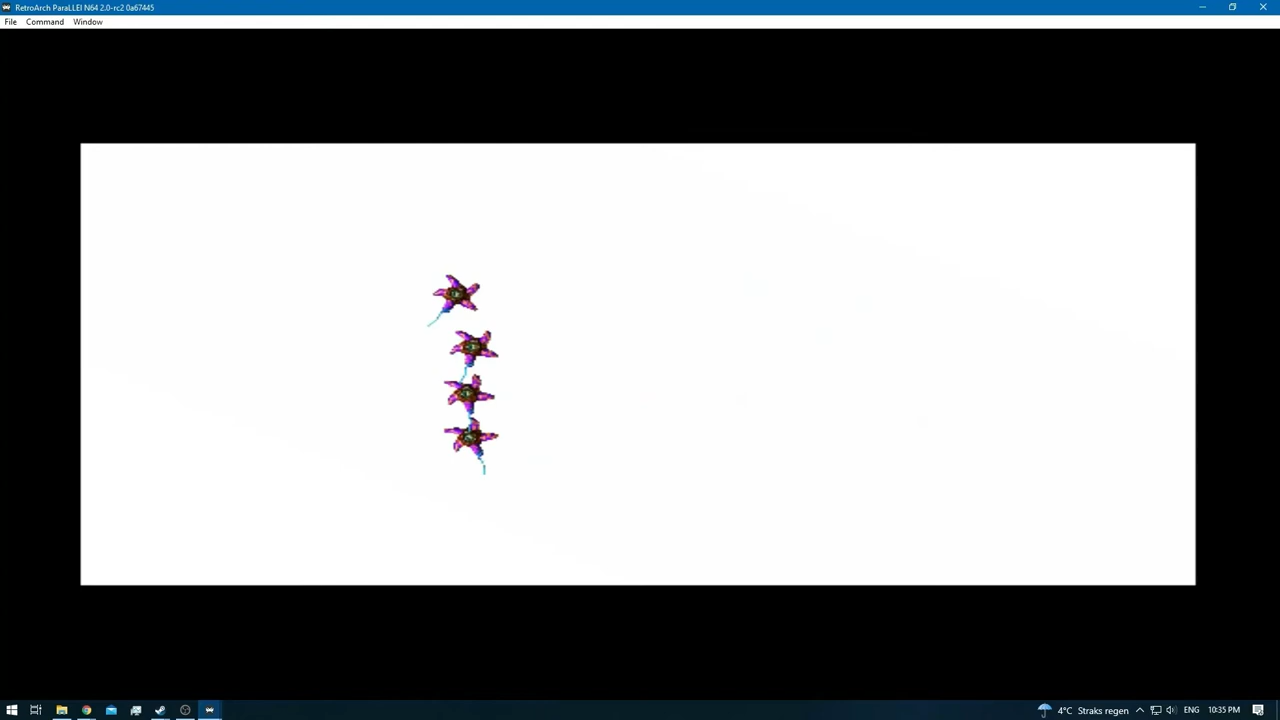 RetroArch ParaLLEl N64 2.0-rc2 0a67445
File Command Window
4°C Straks regen ENG 10:35 PM